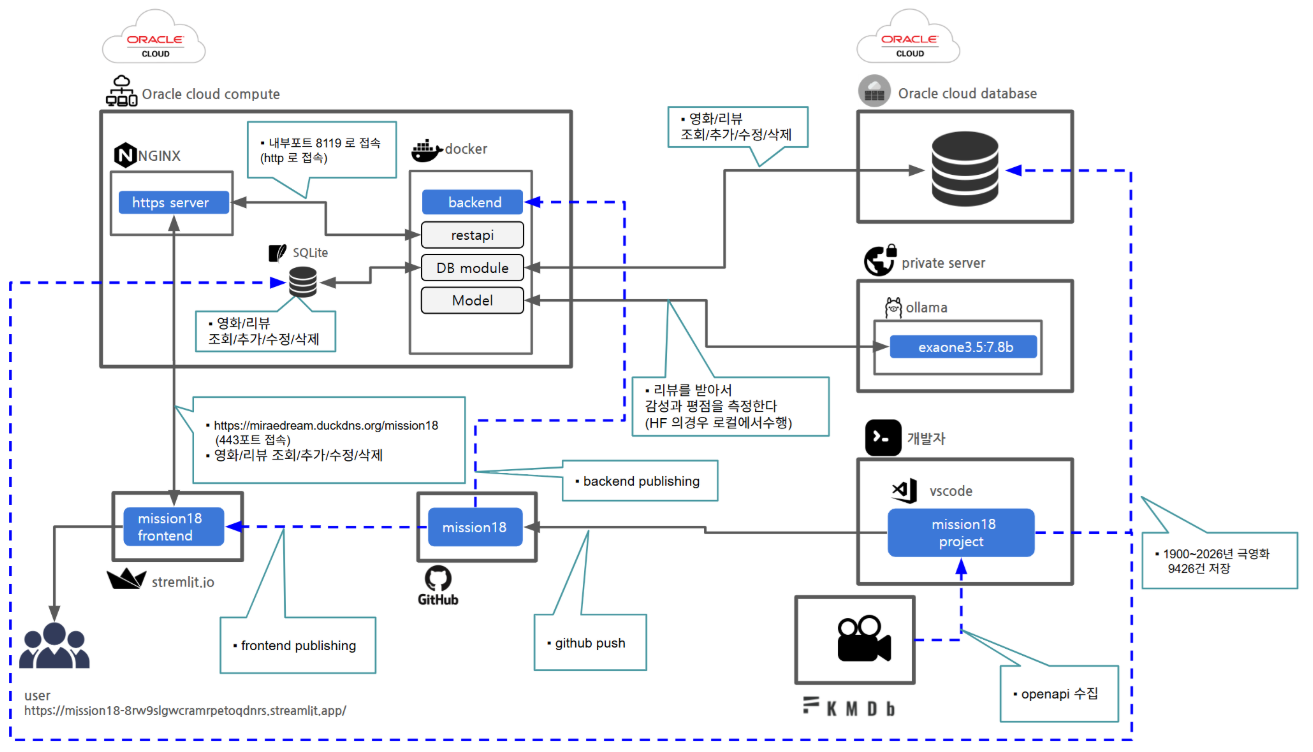 ORACLE
CLOUD
ORACLE
CLOUD
Oracle cloud compute
Oracle cloud database
NGINX
▪ 내부포트 8119 로 접속
(http 로 접속)
docker
▪ 영화/리뷰
조회/추가/수정/삭제
https server
backend
restapi
SQLite
DB module
Model
private server
▪ 영화/리뷰
조회/추가/수정/삭제
ollama
exaone3.5:7.8b
▪ 리뷰를 받아서
감성과 평점을 측정한다
(HF 의경우 로컬에서수행)
▪ https://miraedream.duckdns.org/mission18
(443포트 접속)
▪ 영화/리뷰 조회/추가/수정/삭제
개발자
▪ backend publishing
vscode
mission18
frontend
mission18
mission18
project
▪ 1900~2026년 극영화
9426건 저장
stremlit.io
GitHub
▪ frontend publishing
▪ github push
▪ openapi 수집
KMDb
user
https://mission18-8rw9slgwcramrpetoqdnrs.streamlit.app/